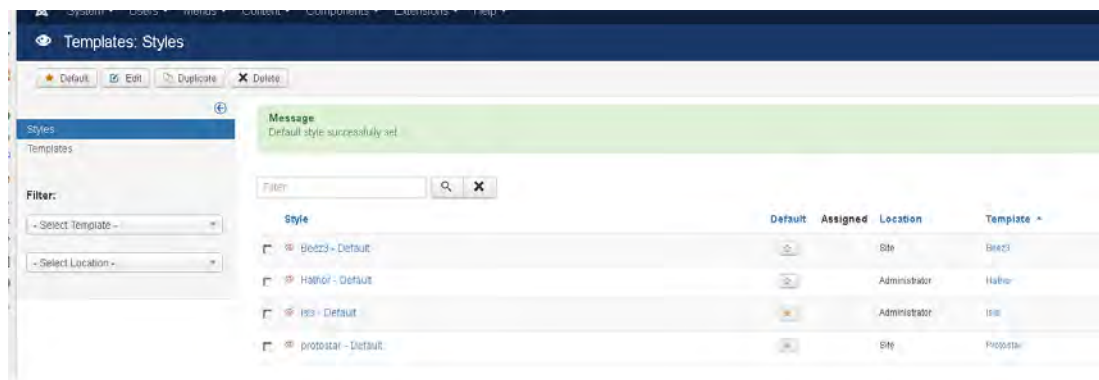 System Users Menus Content Components Extensions Help
Templates: Styles
Default Edit Duplicate Delete
Styles
Templates
Filter:
- Select Template -
- Select Location -
Message
Default style successfully set.
Filter
Style Default Assigned Location Template
Beez3 - Default Site Beez3
Hathor - Default Administrator Hathor
isis - Default Administrator Isis
protostar - Default Site Protostar